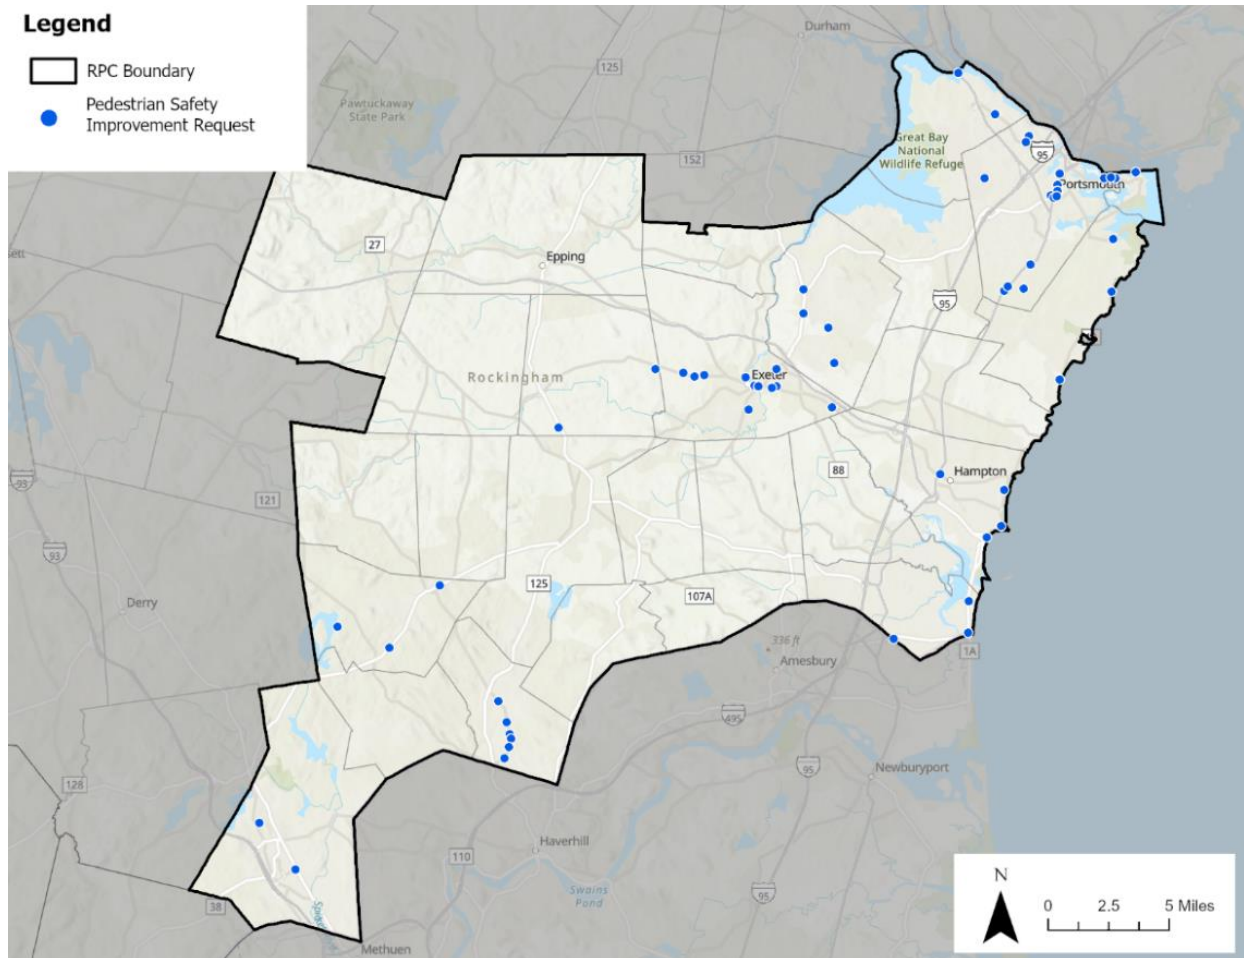 Legend
RPC Boundary
Pedestrian Safety
Improvement Request
Durham
125
Pawtuckaway
State Park
152
Great Bay
National
Wildlife Refuge
95
Portsmouth
27
Epping
95
Rockingham
Exeter
93
121
88
Hampton
93
125
107A
Derry
336 ft
Amesbury
1A
495
95
Newburyport
128
Haverhill
110
Swains
Pond
95
38
Methuen
N
0 2.5 5 Miles